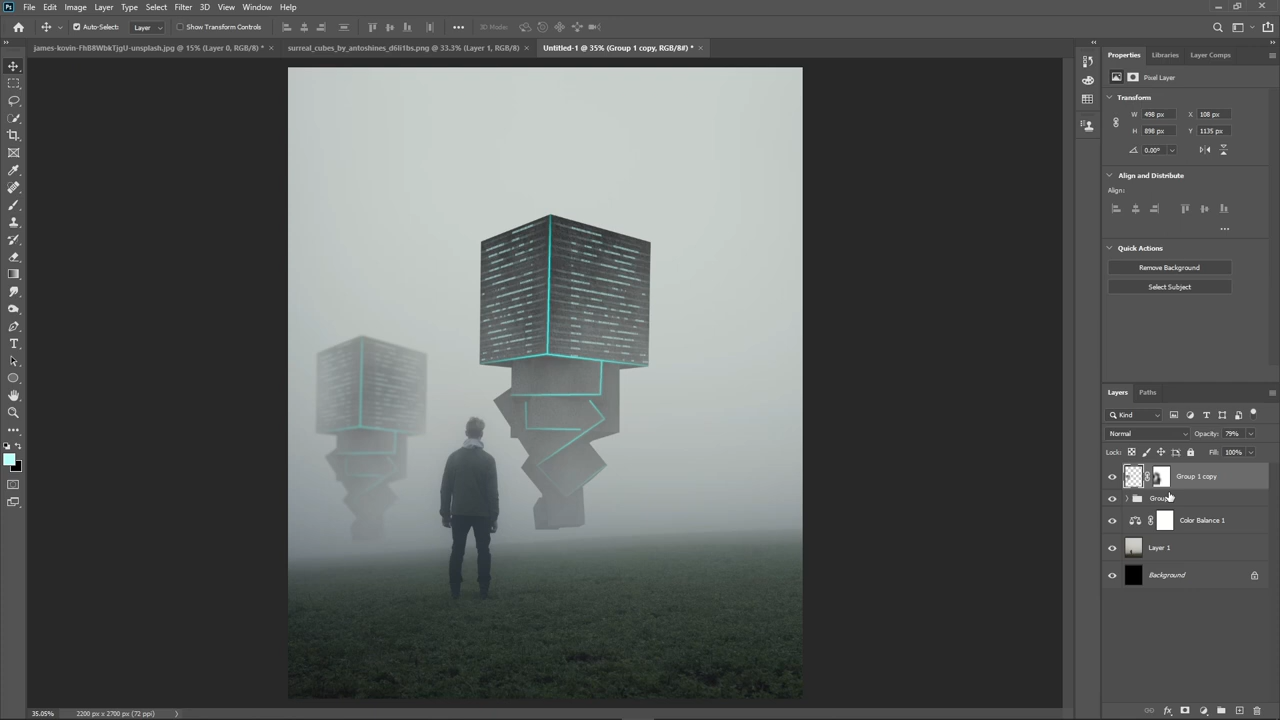 Ps File Edit Image Layer Type Select Filter 3D View Window Help
Auto-Select: Layer Show Transform Controls 3D Mode:
james-kovin-FhB8WbkTjgU-unsplash.jpg @ 15% (Layer 0, RGB/8) *
surreal_cubes_by_antoshines_d6li1bs.png @ 33.3% (Layer 1, RGB/8)
Untitled-1 @ 35% (Group 1 copy, RGB/8#) *
Properties Libraries Layer Comps
Pixel Layer
Transform
W 498 px X 108 px
H 898 px Y 1135 px
0.00°
Align and Distribute
Align:
Quick Actions
Remove Background
Select Subject
Layers Paths
Kind
Normal Opacity: 79%
Lock: Fill: 100%
Group 1 copy
Group
Color Balance 1
Layer 1
Background
35.05% 2200 px x 2700 px (72 ppi)